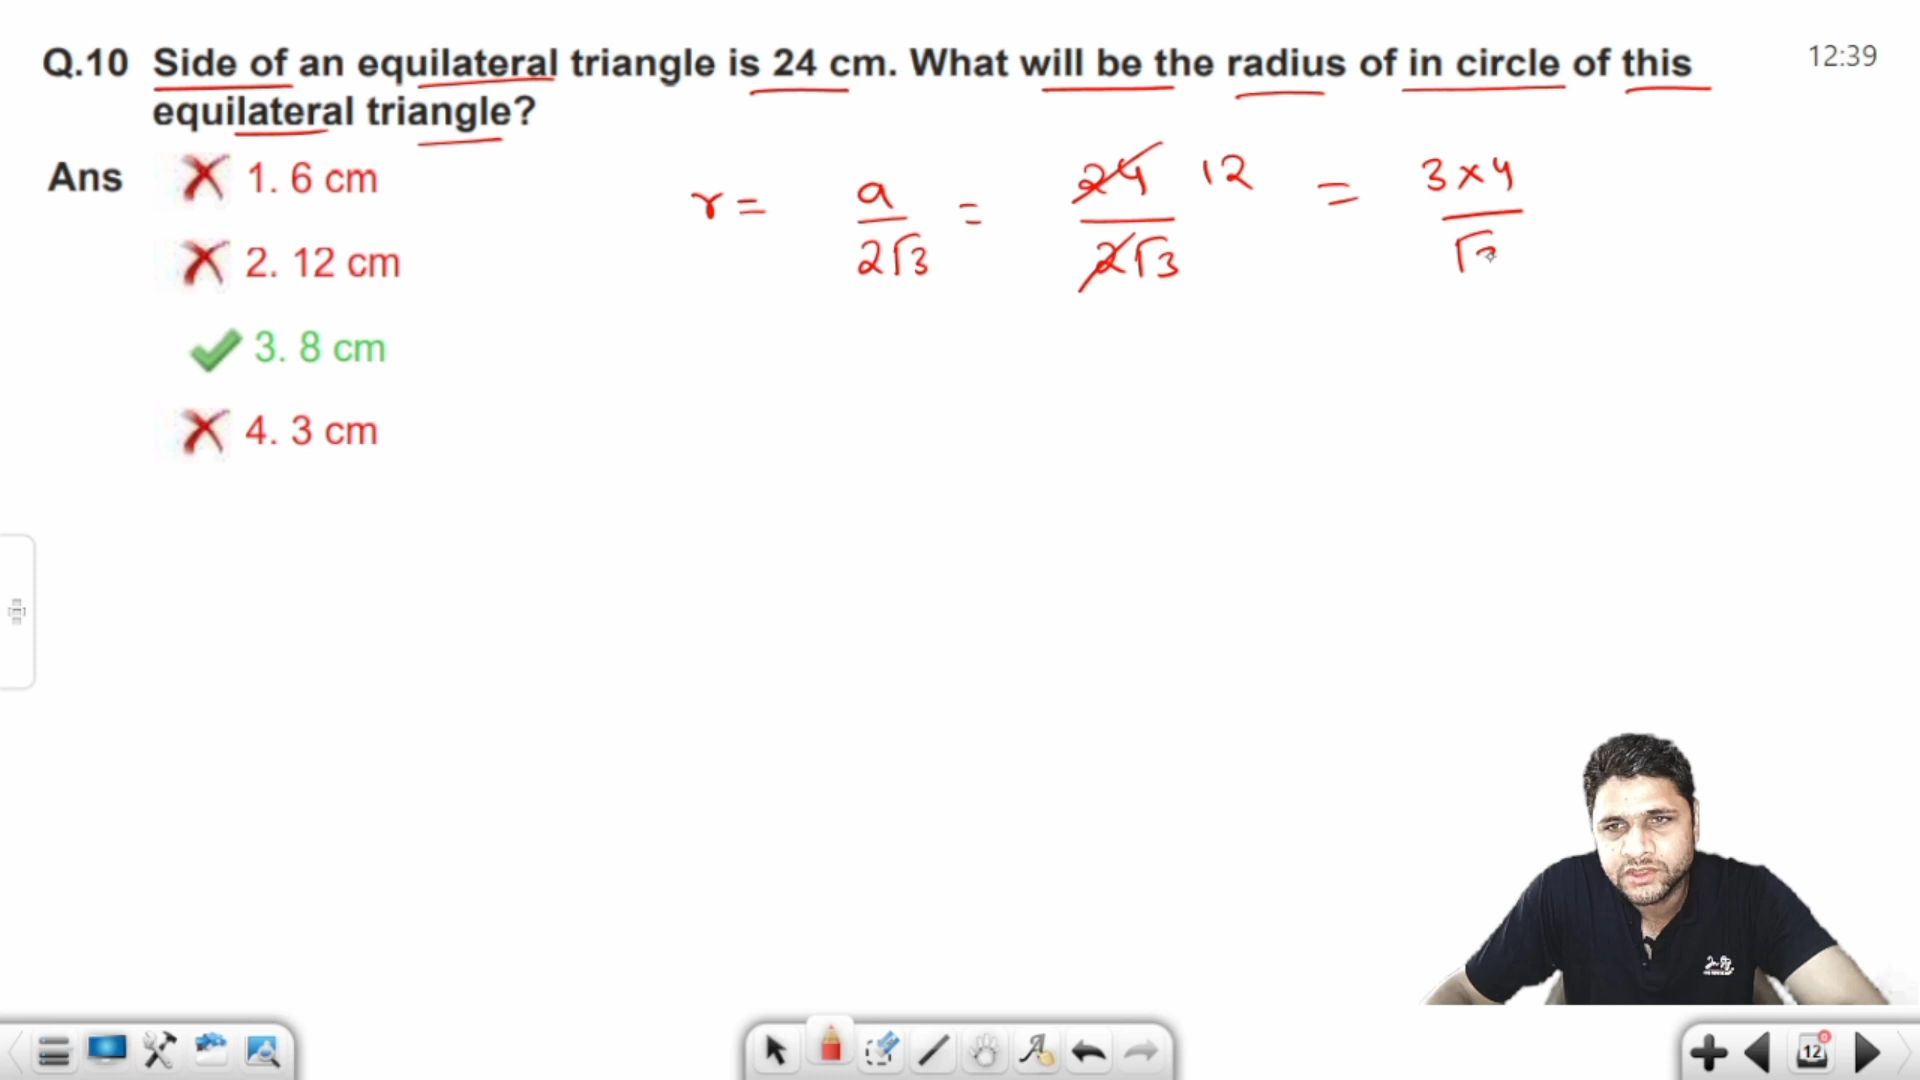 Q.10 Side of an equilateral triangle is 24 cm. What will be the radius of in circle of this
equilateral triangle?
12:39
Ans
1. 6 cm
2. 12 cm
3. 8 cm
4. 3 cm
r = a/2√3 = 24/2√3 12 = 3×4/√3
12